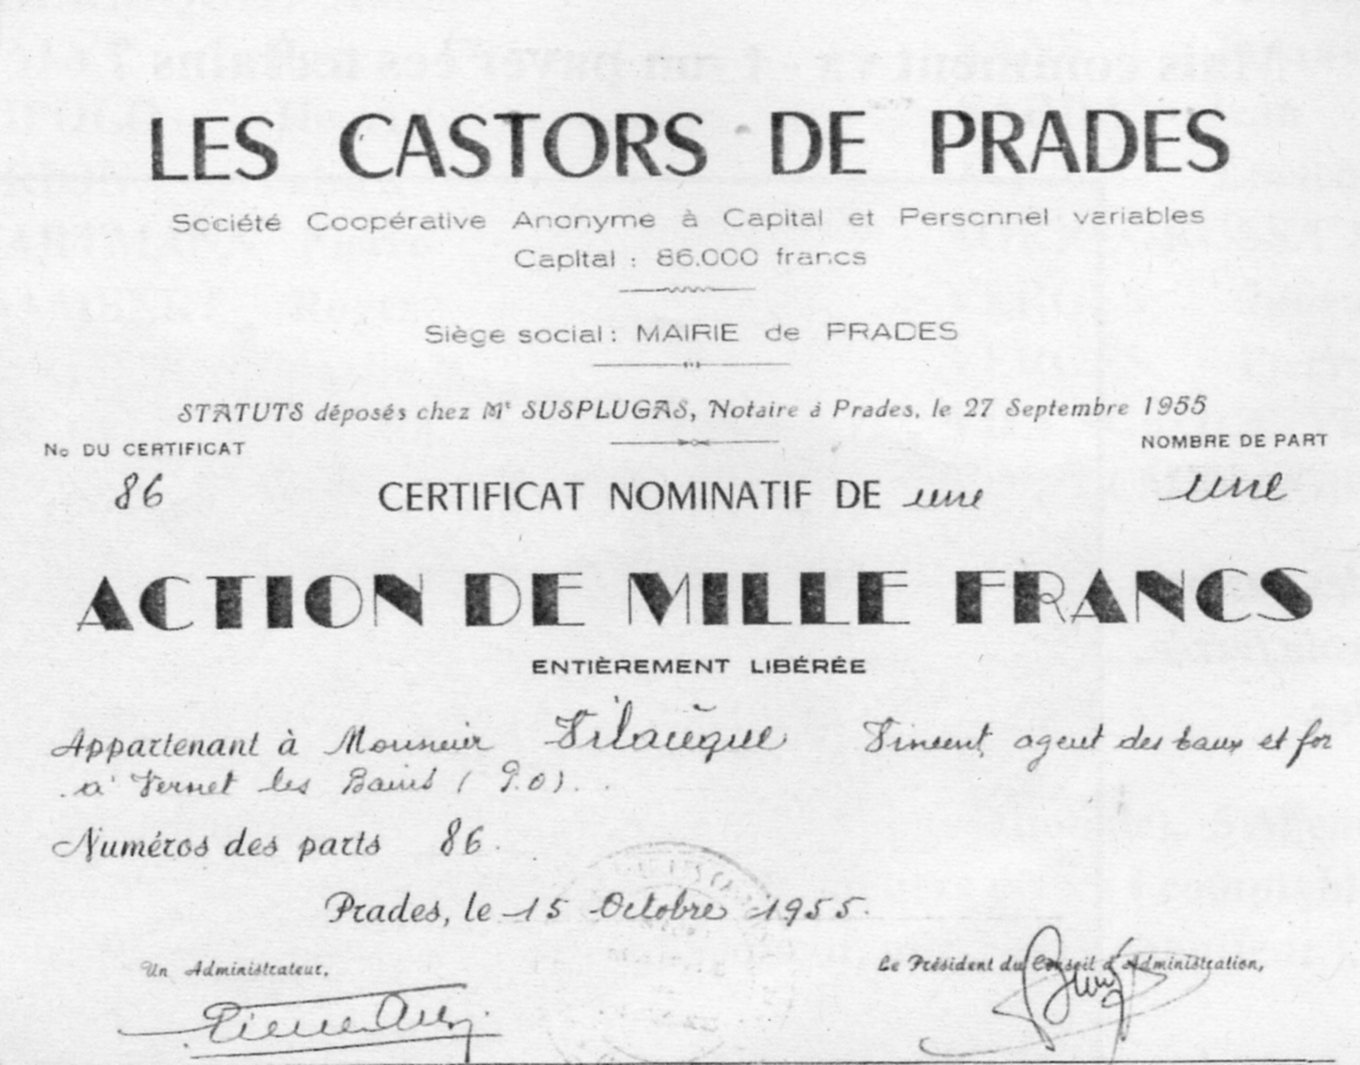 LES CASTORS DE PRADES
Société Coopérative Anonyme à Capital et Personnel variables
Capital : 86.000 francs
Siège social : MAIRIE de PRADES
STATUTS déposés chez Mᵉ SUSPLUGAS, Notaire à Prades, le 27 Septembre 1955
No DU CERTIFICAT
NOMBRE DE PART
86
CERTIFICAT NOMINATIF DE une
une
ACTION DE MILLE FRANCS
ENTIÈREMENT LIBÉRÉE
Appartenant à Monsieur Vilacèque Vincent, agent des eaux et for
à Vernet les Bains (P.O).
Numéros des parts 86.
Prades, le 15 Octobre 1955.
Un Administrateur,
Le Président du Conseil d'Administration,